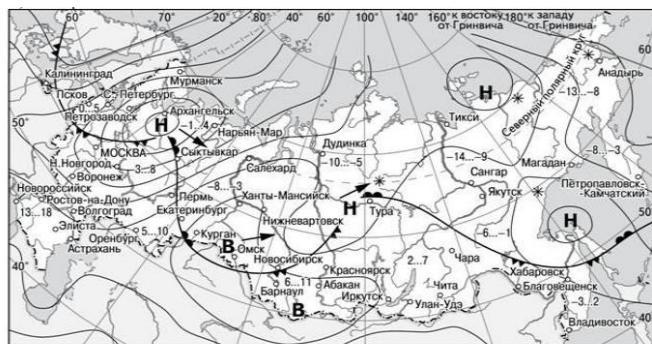 60° 70° 20° 40° 60° 80° 100° 120° 140° 160° к востоку 180° к западу
от Гринвича от Гринвича
60
Калининград
Мурманск
Северный полярный круг
Анадырь
-13...-8
Псков
С.-Петербург
0...5
Архангельск
Н
Тикси
Петрозаводск
Н
-1...4
Нарьян-Мар
50°
Дудинка
-10...-5
-14...-9
-8...-3
50
МОСКВА
Сыктывкар
Салехард
Магадан
Н.Новгород
3...8
Сангар
Воронеж
-8...-3
Якутск
Петропавловск-
Камчатский
Новороссийск
Пермь
Ханты-Мансийск
Ростов-на-Дону
Екатеринбург
Н
Тура
Н
13...18
Волгоград
Нижневартовск
-6...-1
Элиста
5...10
Курган
Оренбург
В
Омск
Чара
Астрахань
Новосибирск
2...7
Хабаровск
40°
Красноярск
6...11
Абакан
Чита
Благовещенск
Барнаул
Иркутск
Улан-Удэ
-3...2
В
Владивосток